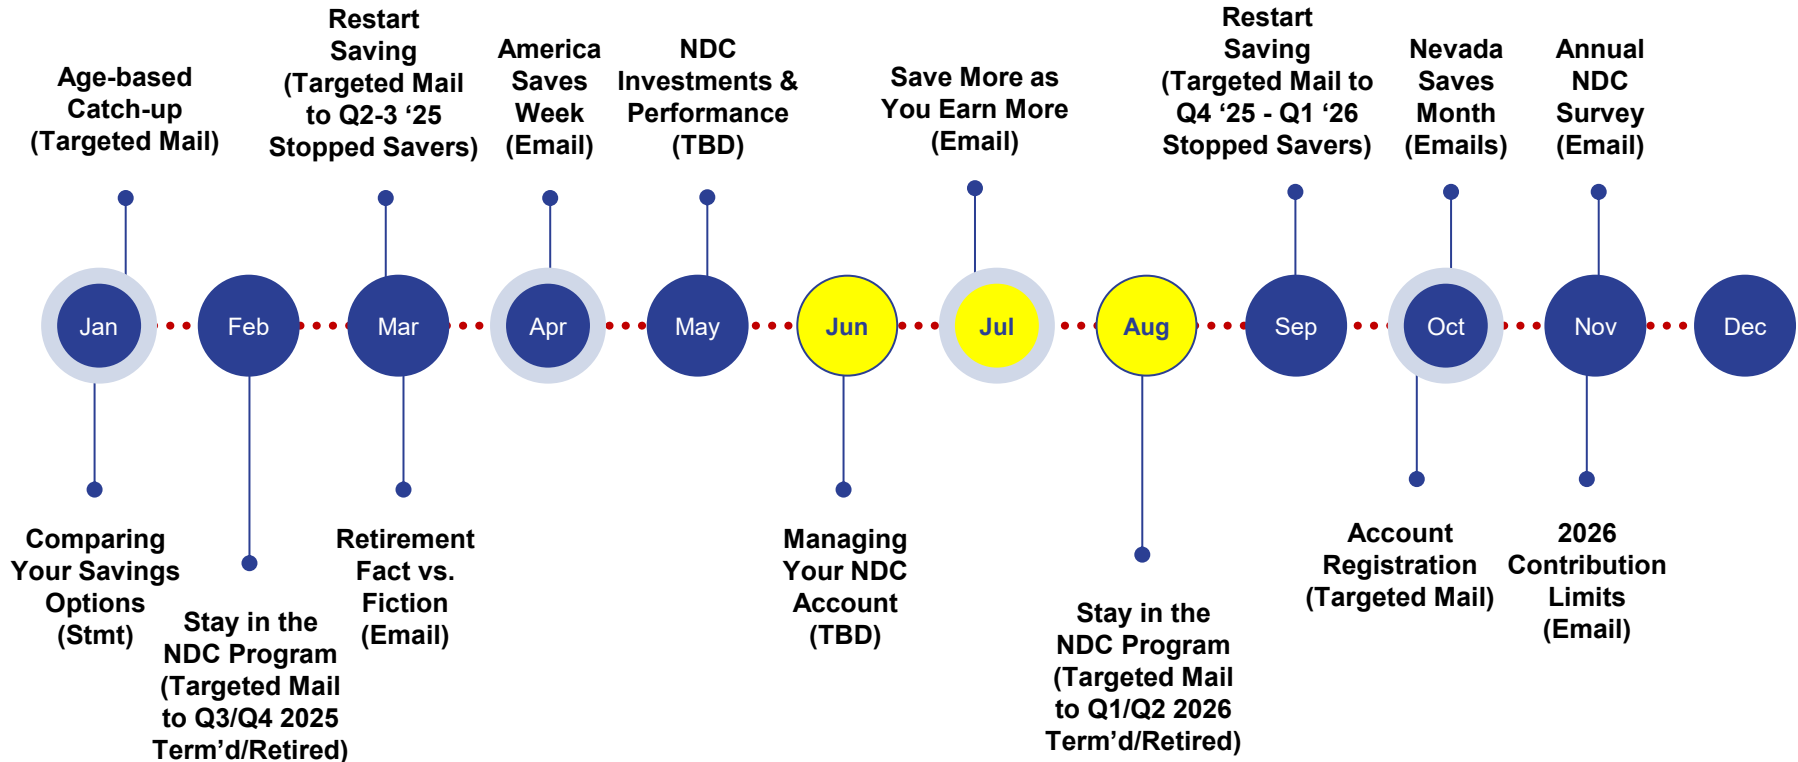 Age-based
Catch-up
(Targeted Mail)
Restart
Saving
(Targeted Mail
to Q2-3 ‘25
Stopped Savers)
America
Saves
Week
(Email)
NDC
Investments &
Performance
(TBD)
Save More as
You Earn More
(Email)
Restart
Saving
(Targeted Mail to
Q4 ‘25 - Q1 ‘26
Stopped Savers)
Nevada
Saves
Month
(Emails)
Annual
NDC
Survey
(Email)
Jan
Feb
Mar
Apr
May
Jun
Jul
Aug
Sep
Oct
Nov
Dec
Comparing
Your Savings
Options
(Stmt)
Stay in the
NDC Program
(Targeted Mail
to Q3/Q4 2025
Term’d/Retired)
Retirement
Fact vs.
Fiction
(Email)
Managing
Your NDC
Account
(TBD)
Stay in the
NDC Program
(Targeted Mail
to Q1/Q2 2026
Term’d/Retired)
Account
Registration
(Targeted Mail)
2026
Contribution
Limits
(Email)